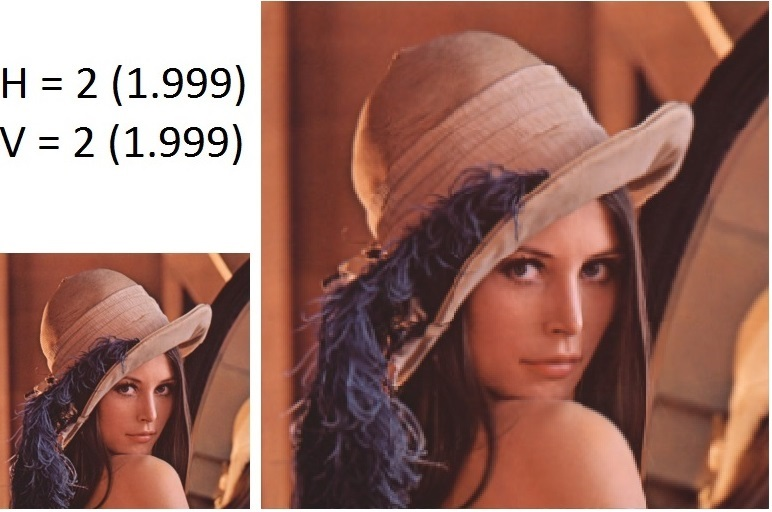 H = 2 (1.999)
V = 2 (1.999)